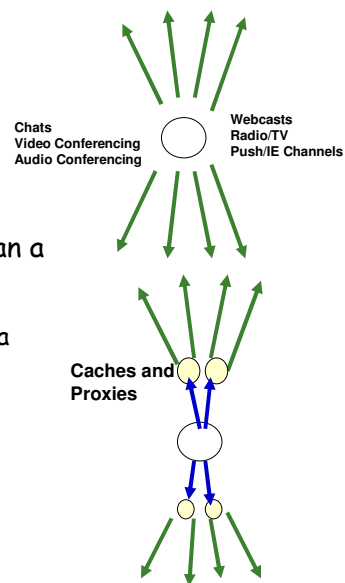 Chats
Video Conferencing
Audio Conferencing
Webcasts
Radio/TV
Push/IE Channels
an a
a
Caches and
Proxies